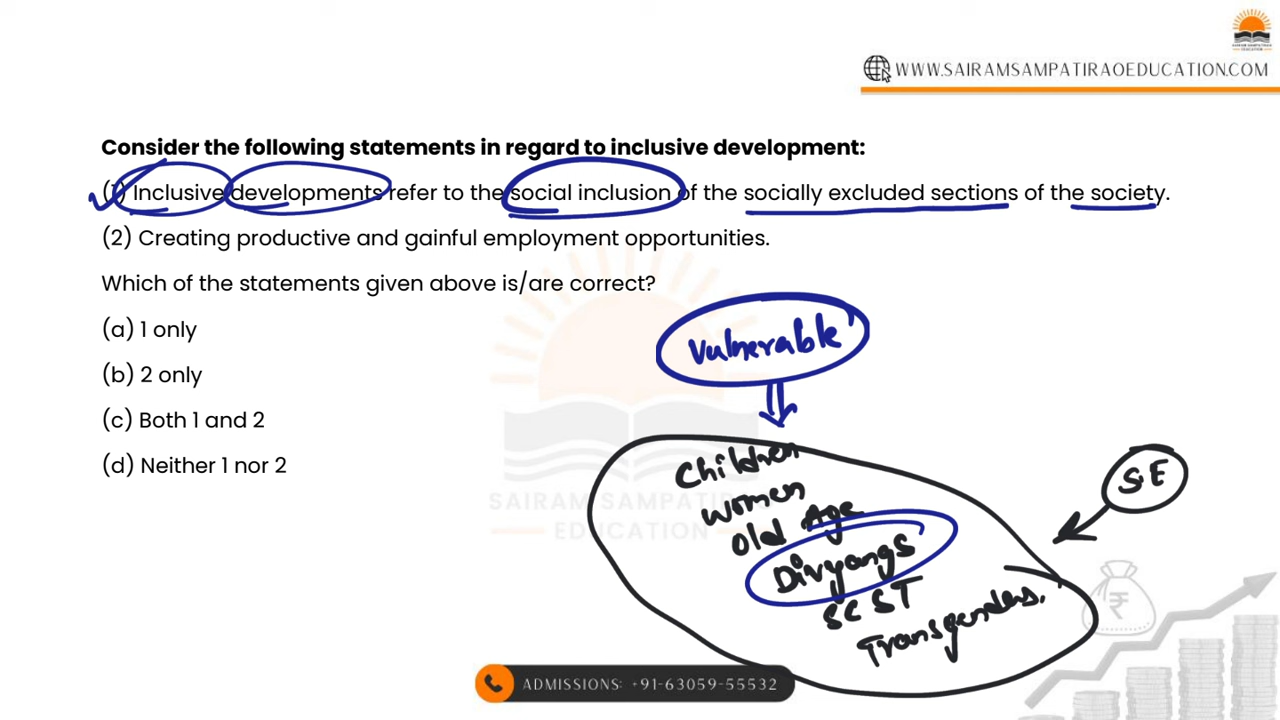 WWW.SAIRAMSAMPATIRAOEDUCATION.COM
Consider the following statements in regard to inclusive development:
(1) Inclusive developments refer to the social inclusion of the socially excluded sections of the society.
(2) Creating productive and gainful employment opportunities.
Which of the statements given above is/are correct?
(a) 1 only
(b) 2 only
(c) Both 1 and 2
(d) Neither 1 nor 2
Vulnerable
Children
women
Old Age
Divyangs
SC ST
Transgenders.
S.E
SAIRAM SAMPATIRAO
EDUCATION
ADMISSIONS: +91-63059-55532